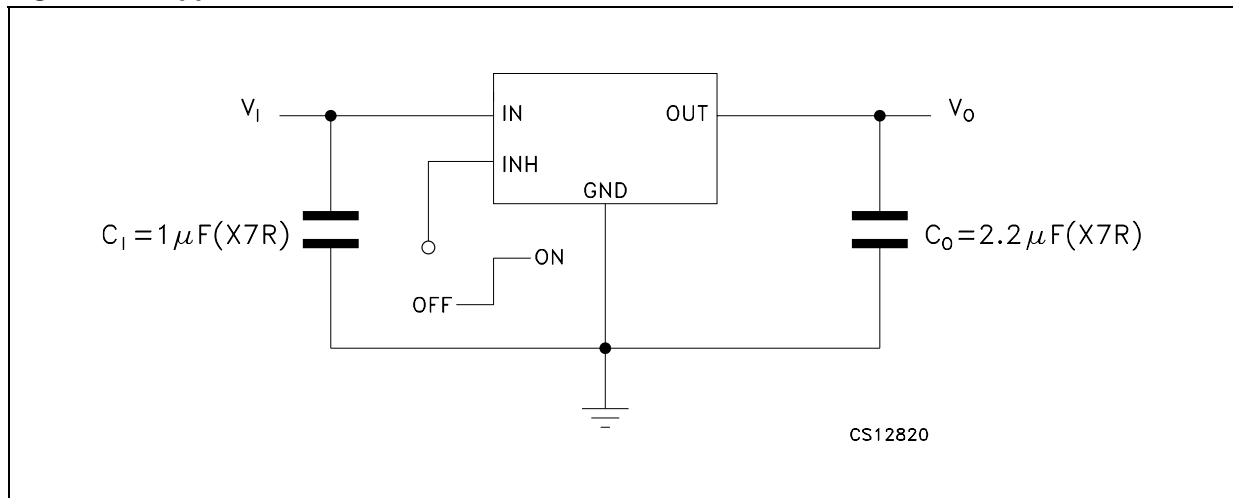 V_I
IN
OUT
V_O
INH
GND
C_I=1μF(X7R)
C_O=2.2μF(X7R)
ON
OFF
CS12820